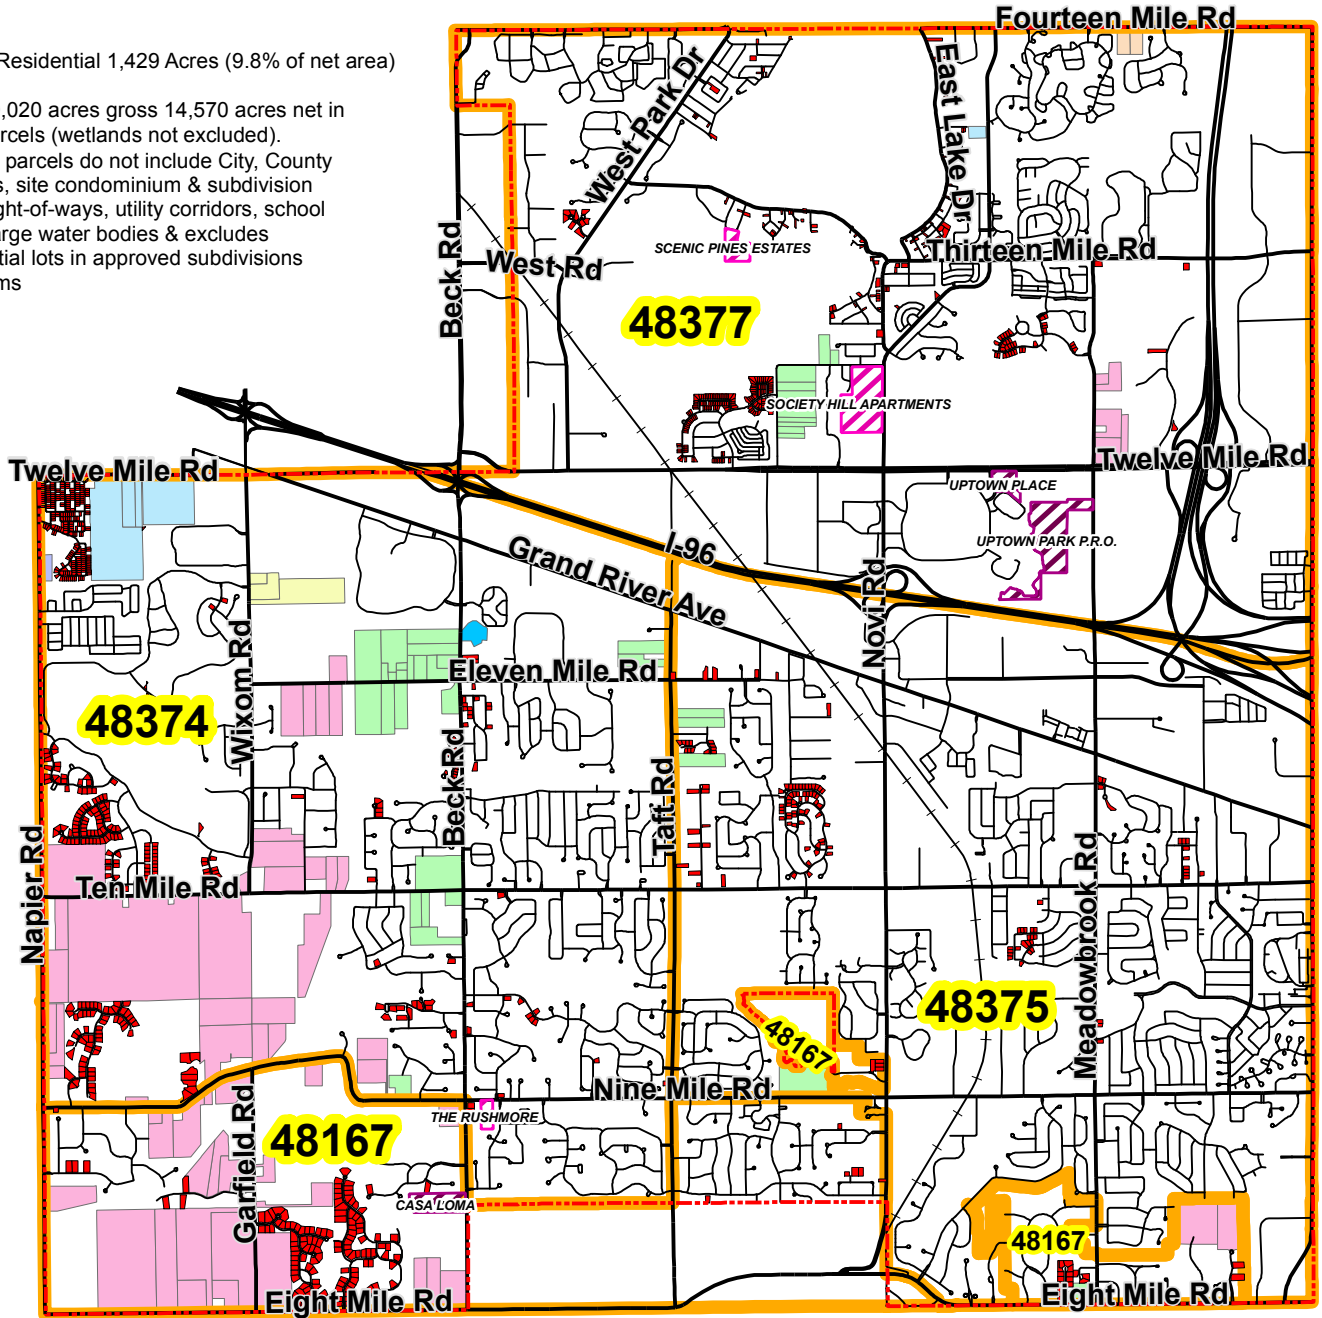 Fourteen Mile Rd
Residential 1,429 Acres (9.8% of net area)
,020 acres gross 14,570 acres net in
parcels (wetlands not excluded).
parcels do not include City, County
, site condominium & subdivision
ght-of-ways, utility corridors, school
arge water bodies & excludes
tial lots in approved subdivisions
ms
West Park Dr
East Lake Dr
Beck Rd
West Rd
SCENIC PINES ESTATES
Thirteen Mile Rd
48377
SOCIETY HILL APARTMENTS
Twelve Mile Rd
Twelve Mile Rd
UPTOWN PLACE
UPTOWN PARK P.R.O.
I-96
Grand River Ave
Novi Rd
Wixom Rd
Eleven Mile Rd
48374
Beck Rd
Taft Rd
Napier Rd
Ten Mile Rd
Meadowbrook Rd
48375
48167
Nine Mile Rd
THE RUSHMORE
Garfield Rd
48167
CASA LOMA
48167
Eight Mile Rd
Eight Mile Rd